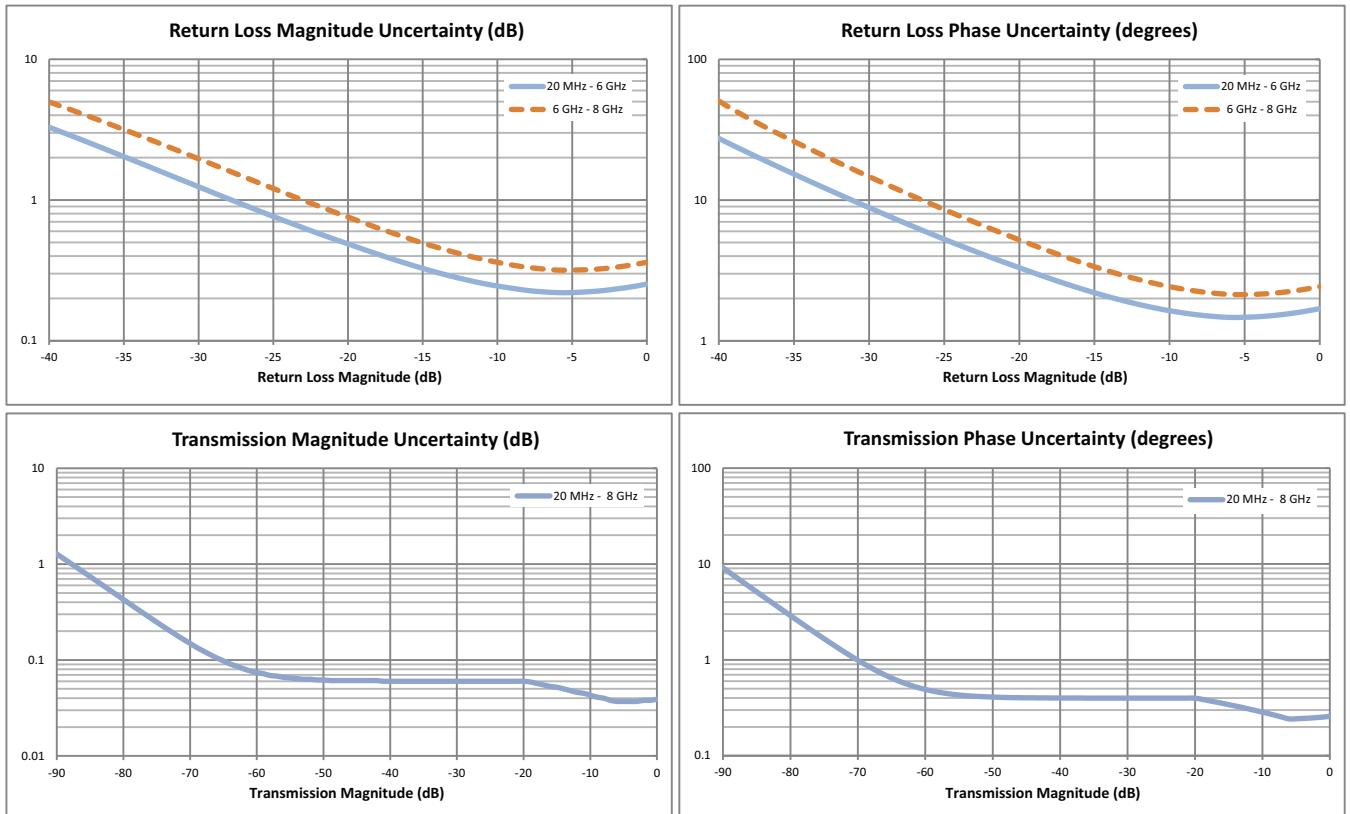 Return Loss Magnitude Uncertainty (dB)
10
1
0.1
20 MHz - 6 GHz
6 GHz - 8 GHz
-40 -35 -30 -25 -20 -15 -10 -5 0
Return Loss Magnitude (dB)
Return Loss Phase Uncertainty (degrees)
100
10
1
20 MHz - 6 GHz
6 GHz - 8 GHz
-40 -35 -30 -25 -20 -15 -10 -5 0
Return Loss Magnitude (dB)
Transmission Magnitude Uncertainty (dB)
10
1
0.1
0.01
20 MHz - 8 GHz
-90 -80 -70 -60 -50 -40 -30 -20 -10 0
Transmission Magnitude (dB)
Transmission Phase Uncertainty (degrees)
100
10
1
0.1
20 MHz - 8 GHz
-90 -80 -70 -60 -50 -40 -30 -20 -10 0
Transmission Magnitude (dB)